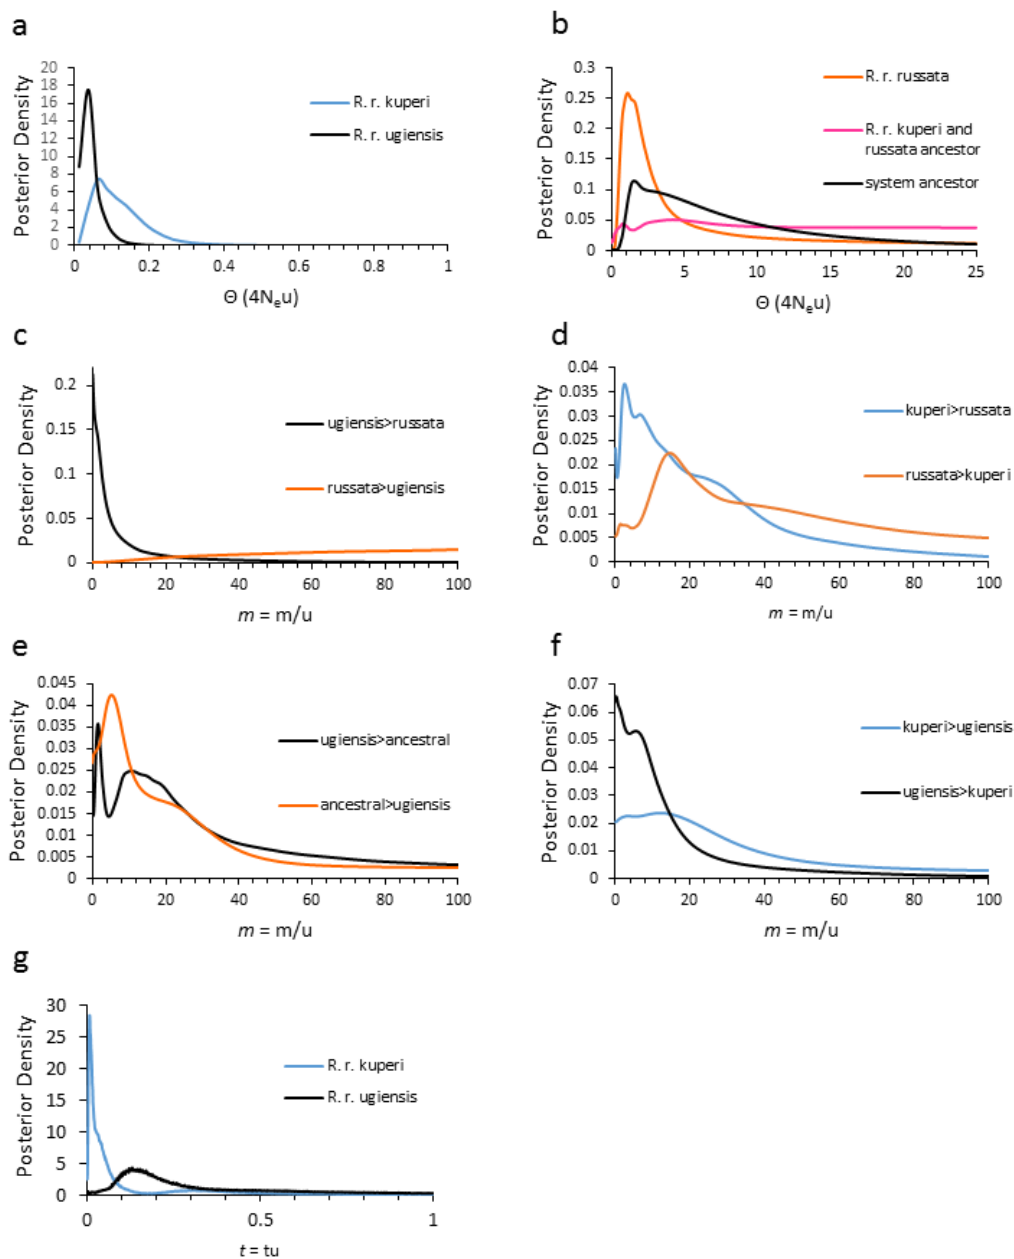 a
20
18
16
14
12
10
8
6
4
2
0
Posterior Density
0
0.2
0.4
0.6
0.8
1
Θ (4Nₑu)
R. r. kuperi
R. r. ugiensis
b
0.3
0.25
0.2
0.15
0.1
0.05
0
Posterior Density
0
5
10
15
20
25
Θ (4Nₑu)
R. r. russata
R. r. kuperi and
russata ancestor
system ancestor
c
0.2
0.15
0.1
0.05
0
Posterior Density
0
20
40
60
80
100
m = m/u
ugiensis>russata
russata>ugiensis
d
0.04
0.035
0.03
0.025
0.02
0.015
0.01
0.005
0
Posterior Density
0
20
40
60
80
100
m = m/u
kuperi>russata
russata>kuperi
e
0.045
0.04
0.035
0.03
0.025
0.02
0.015
0.01
0.005
0
Posterior Density
0
20
40
60
80
100
m = m/u
ugiensis>ancestral
ancestral>ugiensis
f
0.07
0.06
0.05
0.04
0.03
0.02
0.01
0
Posterior Density
0
20
40
60
80
100
m = m/u
kuperi>ugiensis
ugiensis>kuperi
g
30
25
20
15
10
5
0
Posterior Density
0
0.5
1
t = tu
R. r. kuperi
R. r. ugiensis